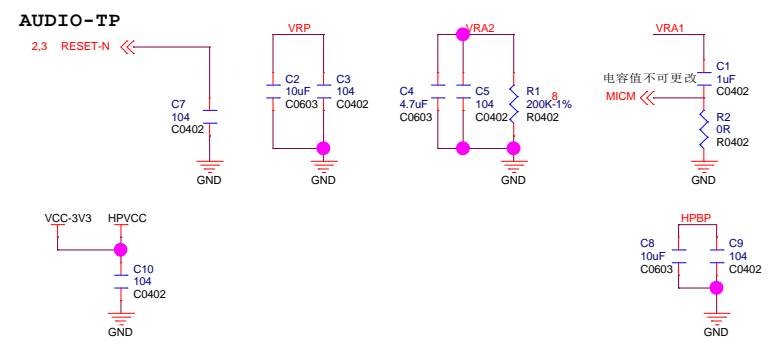 AUDIO-TP
2,3 RESET-N
C7
104
C0402
GND
VRP
C2
10uF
C0603
C3
104
C0402
GND
VRA2
C4
4.7uF
C0603
C5
104
C0402
R1
8
200K-1%
R0402
GND
VRA1
C1
1uF
C0402
电容值不可更改
MICM
R2
0R
R0402
GND
VCC-3V3 HPVCC
C10
104
C0402
GND
HPBP
C8
10uF
C0603
C9
104
C0402
GND